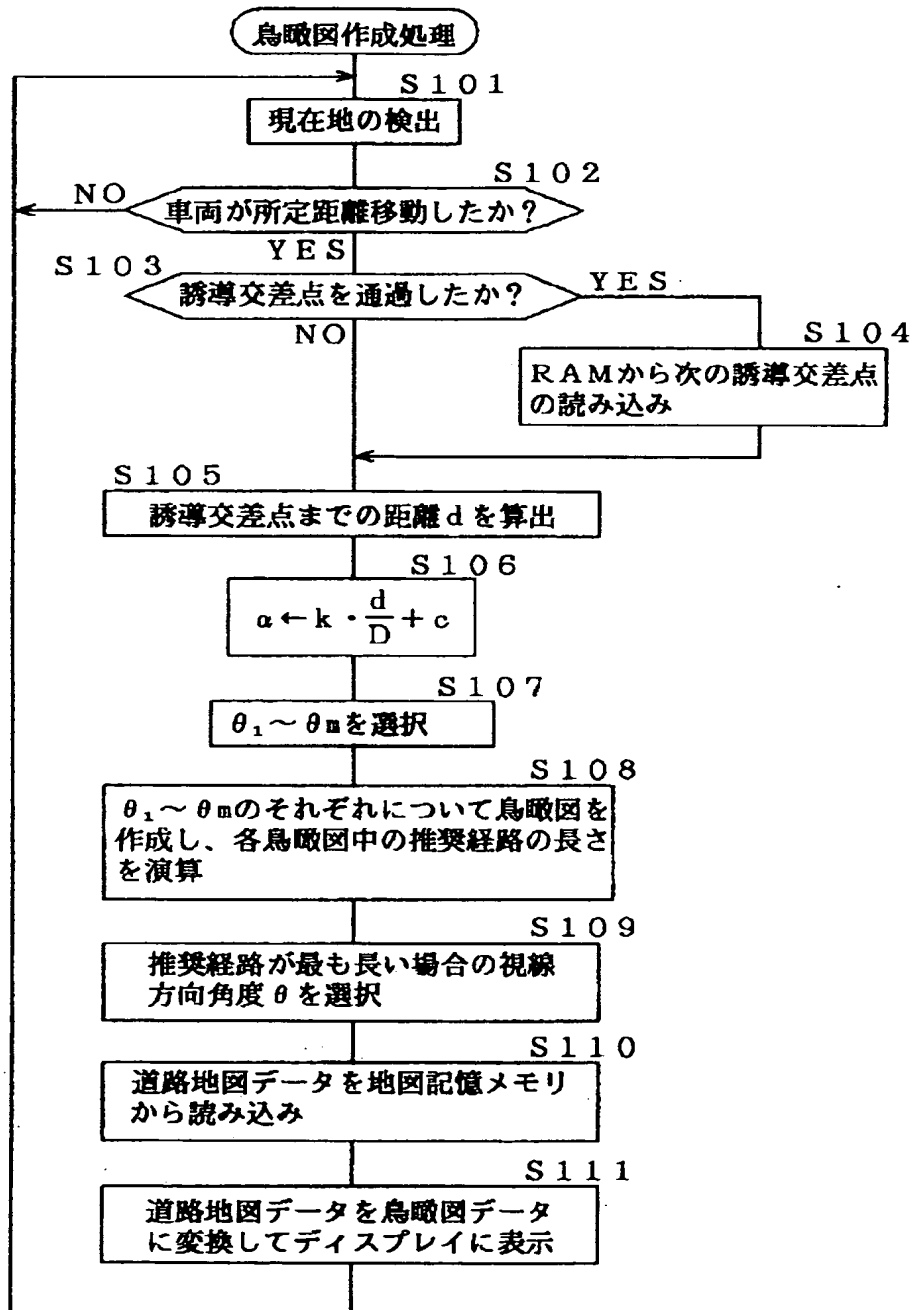 鳥瞰図作成処理
S101
現在地の検出
S102
NO
車両が所定距離移動したか？
YES
S103
誘導交差点を通過したか？
YES
NO
S104
RAMから次の誘導交差点
の読み込み
S105
誘導交差点までの距離dを算出
S106
α←k・d/D+c
S107
θ₁～θmを選択
S108
θ₁～θmのそれぞれについて鳥瞰図を
作成し、各鳥瞰図中の推奨経路の長さ
を演算
S109
推奨経路が最も長い場合の視線
方向角度θを選択
S110
道路地図データを地図記憶メモリ
から読み込み
S111
道路地図データを鳥瞰図データ
に変換してディスプレイに表示